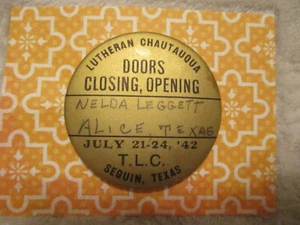 LUTHERAN CHAUTAUQUA
DOORS
CLOSING, OPENING
NELDA LEGGETT
ALICE, TEXAS
JULY 21-24, '42
T.L.C.
SEGUIN, TEXAS